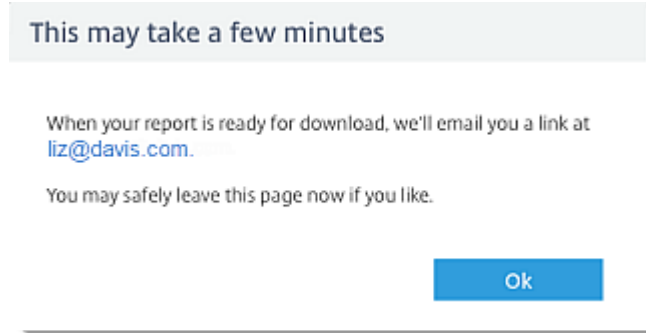 This may take a few minutes
When your report is ready for download, we'll email you a link at
liz@davis.com.
You may safely leave this page now if you like.
Ok